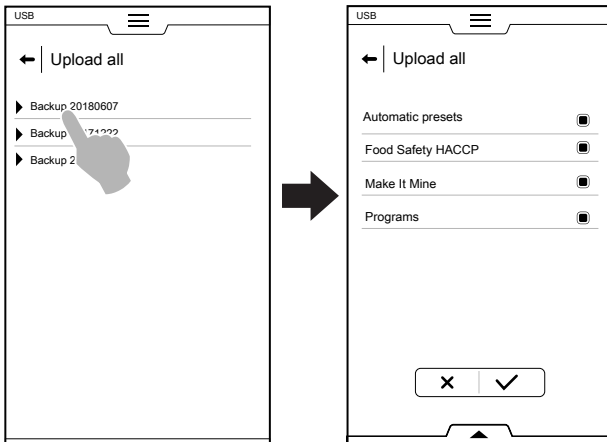 USB
Upload all
Backup 20180607
Backup
Backup
USB
Upload all
Automatic presets
Food Safety HACCP
Make It Mine
Programs